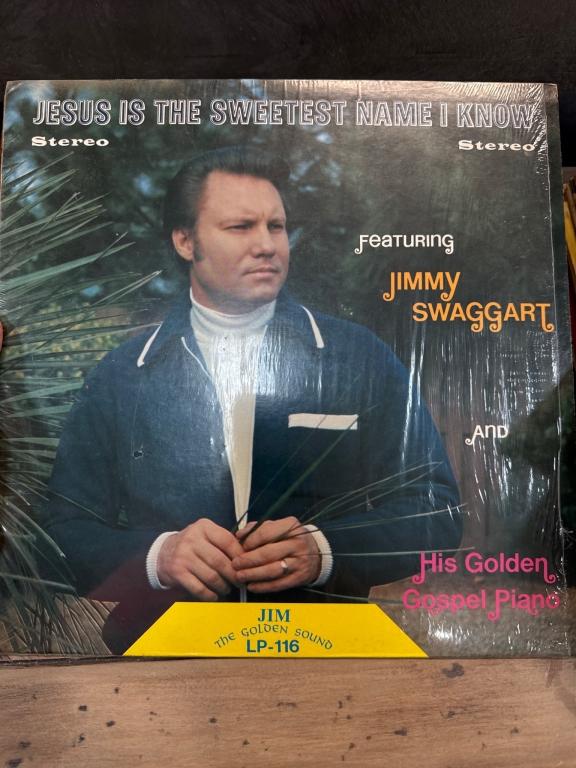 JESUS IS THE SWEETEST NAME I KNOW
Stereo
Stereo
FEATURING
JIMMY
SWAGGART
AND
His Golden
Gospel Piano
JIM
THE GOLDEN SOUND
LP-116